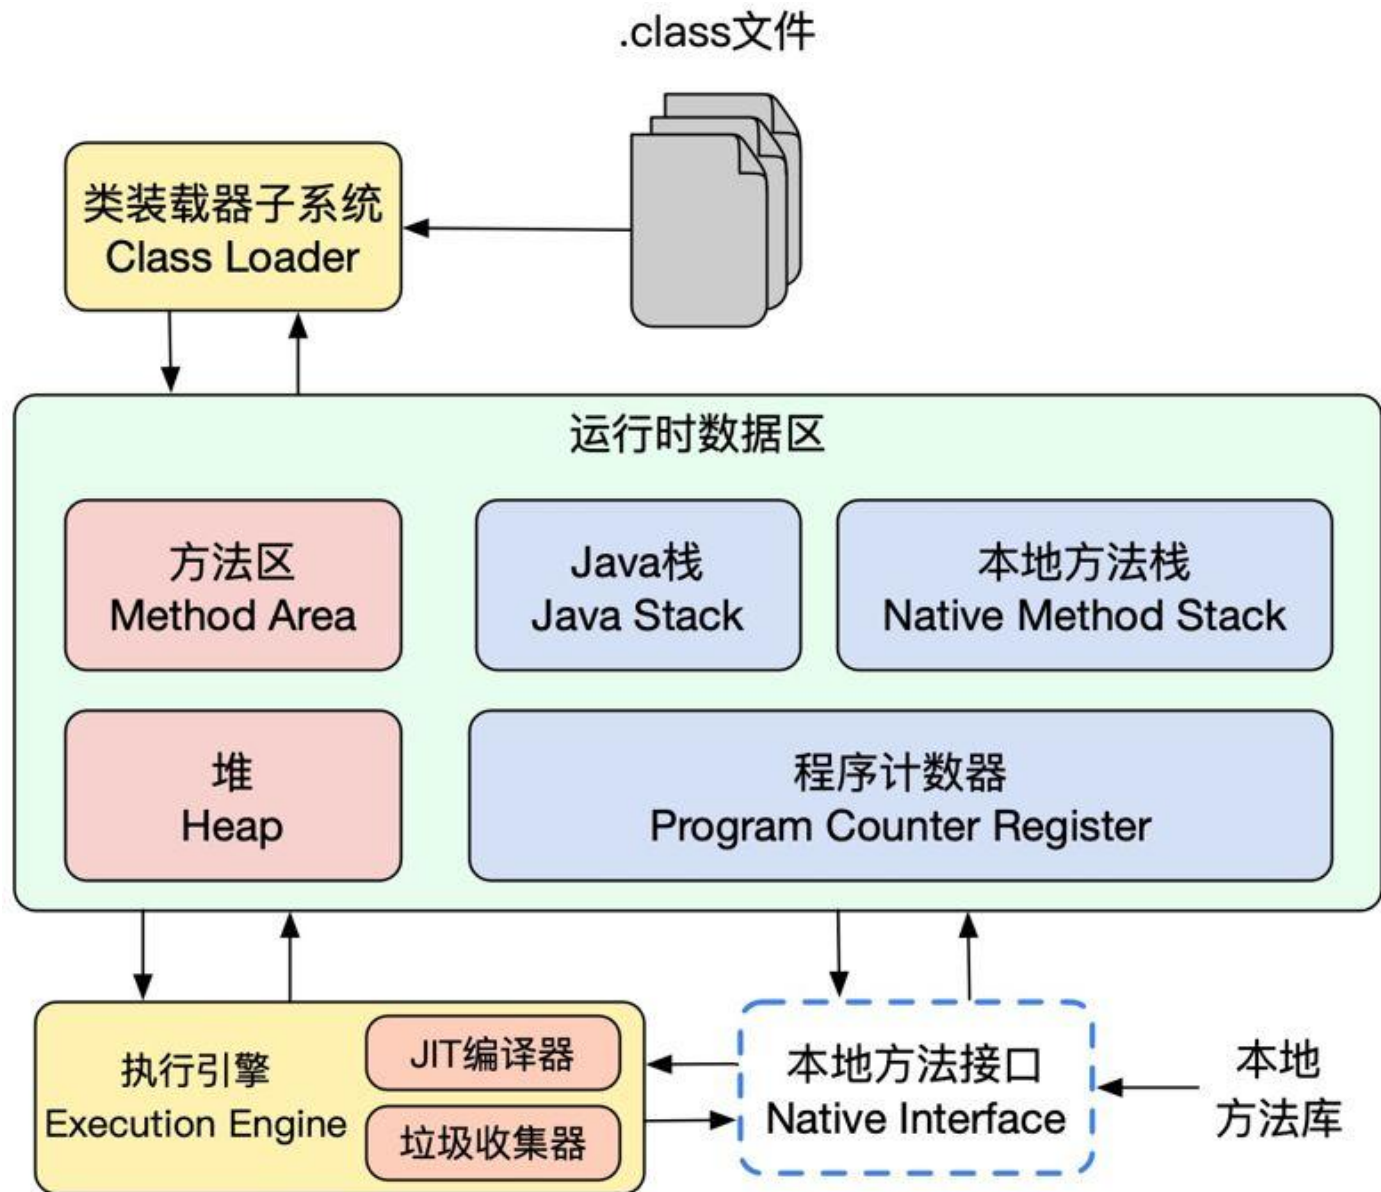 .class文件
类装载器子系统
Class Loader
运行时数据区
方法区
Method Area
Java栈
Java Stack
本地方法栈
Native Method Stack
堆
Heap
程序计数器
Program Counter Register
执行引擎
Execution Engine
JIT编译器
垃圾收集器
本地方法接口
Native Interface
本地
方法库